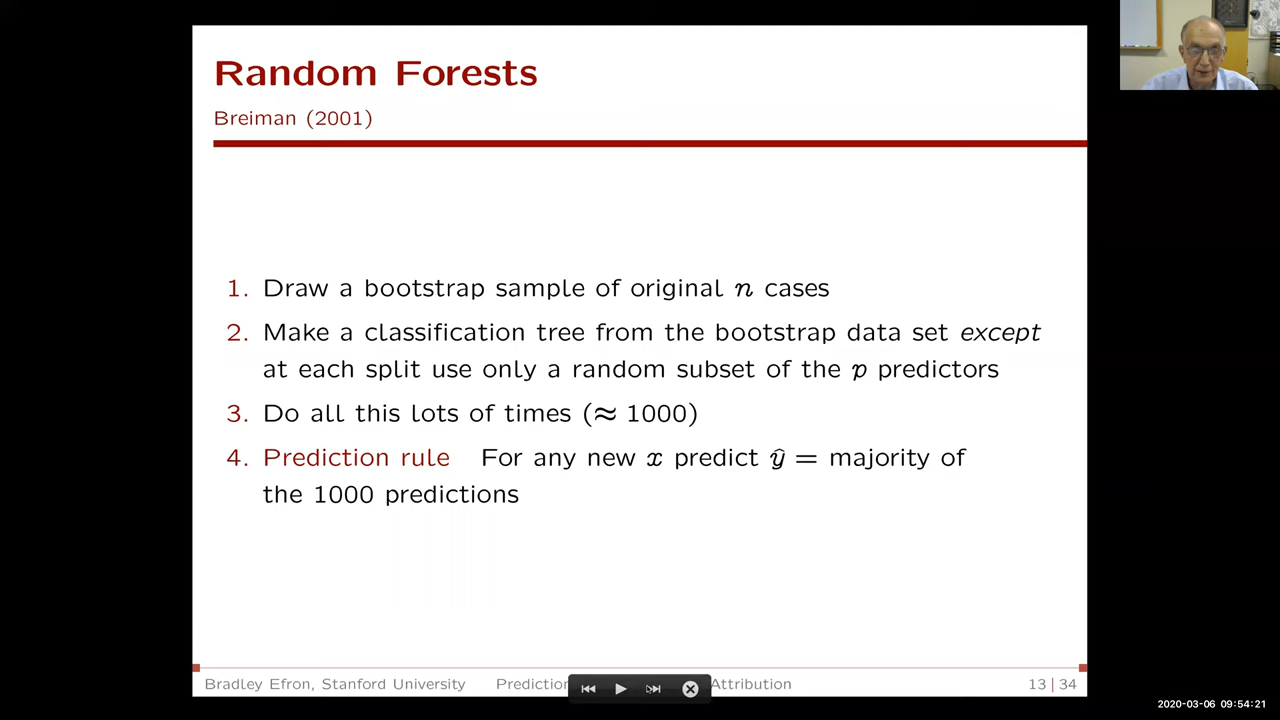 Random Forests
Breiman (2001)
1. Draw a bootstrap sample of original n cases
2. Make a classification tree from the bootstrap data set except
at each split use only a random subset of the p predictors
3. Do all this lots of times (≈ 1000)
4. Prediction rule For any new x predict ŷ = majority of
the 1000 predictions
Bradley Efron, Stanford University Prediction Attribution 13 | 34
2020-03-06 09:54:21